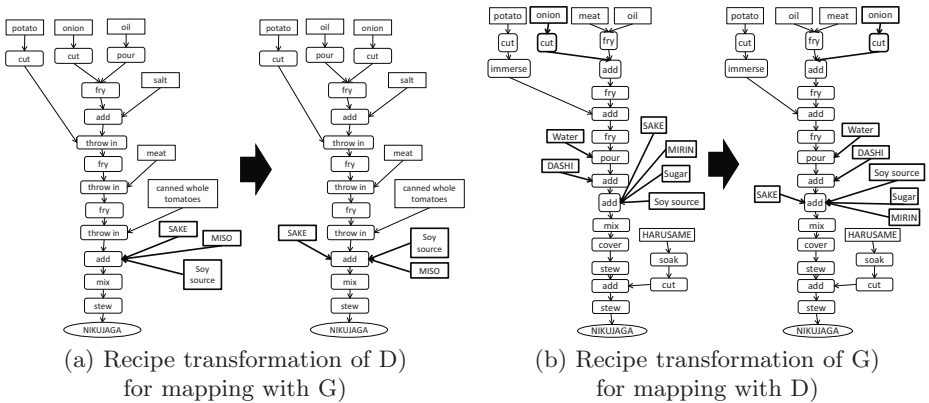 potato
onion
oil
cut
cut
pour
fry
salt
add
throw in
meat
fry
throw in
canned whole
tomatoes
fry
throw in
SAKE
MISO
add
Soy
source
mix
stew
NIKUJAGA
potato
oil
onion
cut
pour
cut
fry
salt
add
throw in
meat
fry
throw in
canned whole
tomatoes
fry
throw in
SAKE
Soy
source
add
MISO
mix
stew
NIKUJAGA
(a) Recipe transformation of D)
for mapping with G)
potato
onion
meat
oil
cut
cut
fry
immerse
add
fry
add
SAKE
fry
Water
MIRIN
pour
DASHI
Sugar
add
Soy source
add
mix
HARUSAME
cover
soak
stew
add
cut
stew
NIKUJAGA
potato
oil
meat
onion
cut
fry
cut
immerse
add
fry
add
fry
Water
pour
DASHI
add
Soy source
SAKE
Sugar
add
MIRIN
mix
HARUSAME
cover
soak
stew
add
cut
stew
NIKUJAGA
(b) Recipe transformation of G)
for mapping with D)